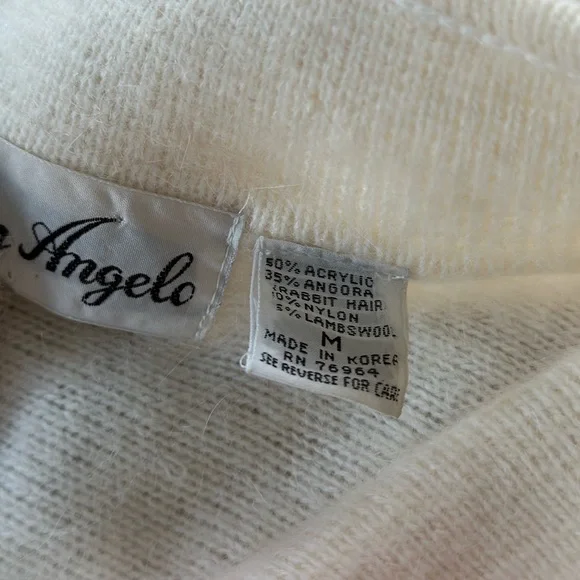 Angelo
50% ACRYLIC
35% ANGORA
RABBIT HAIR
10% NYLON
5% LAMBSWOOL
M
MADE IN KOREA
RN 76964
SEE REVERSE FOR CARE